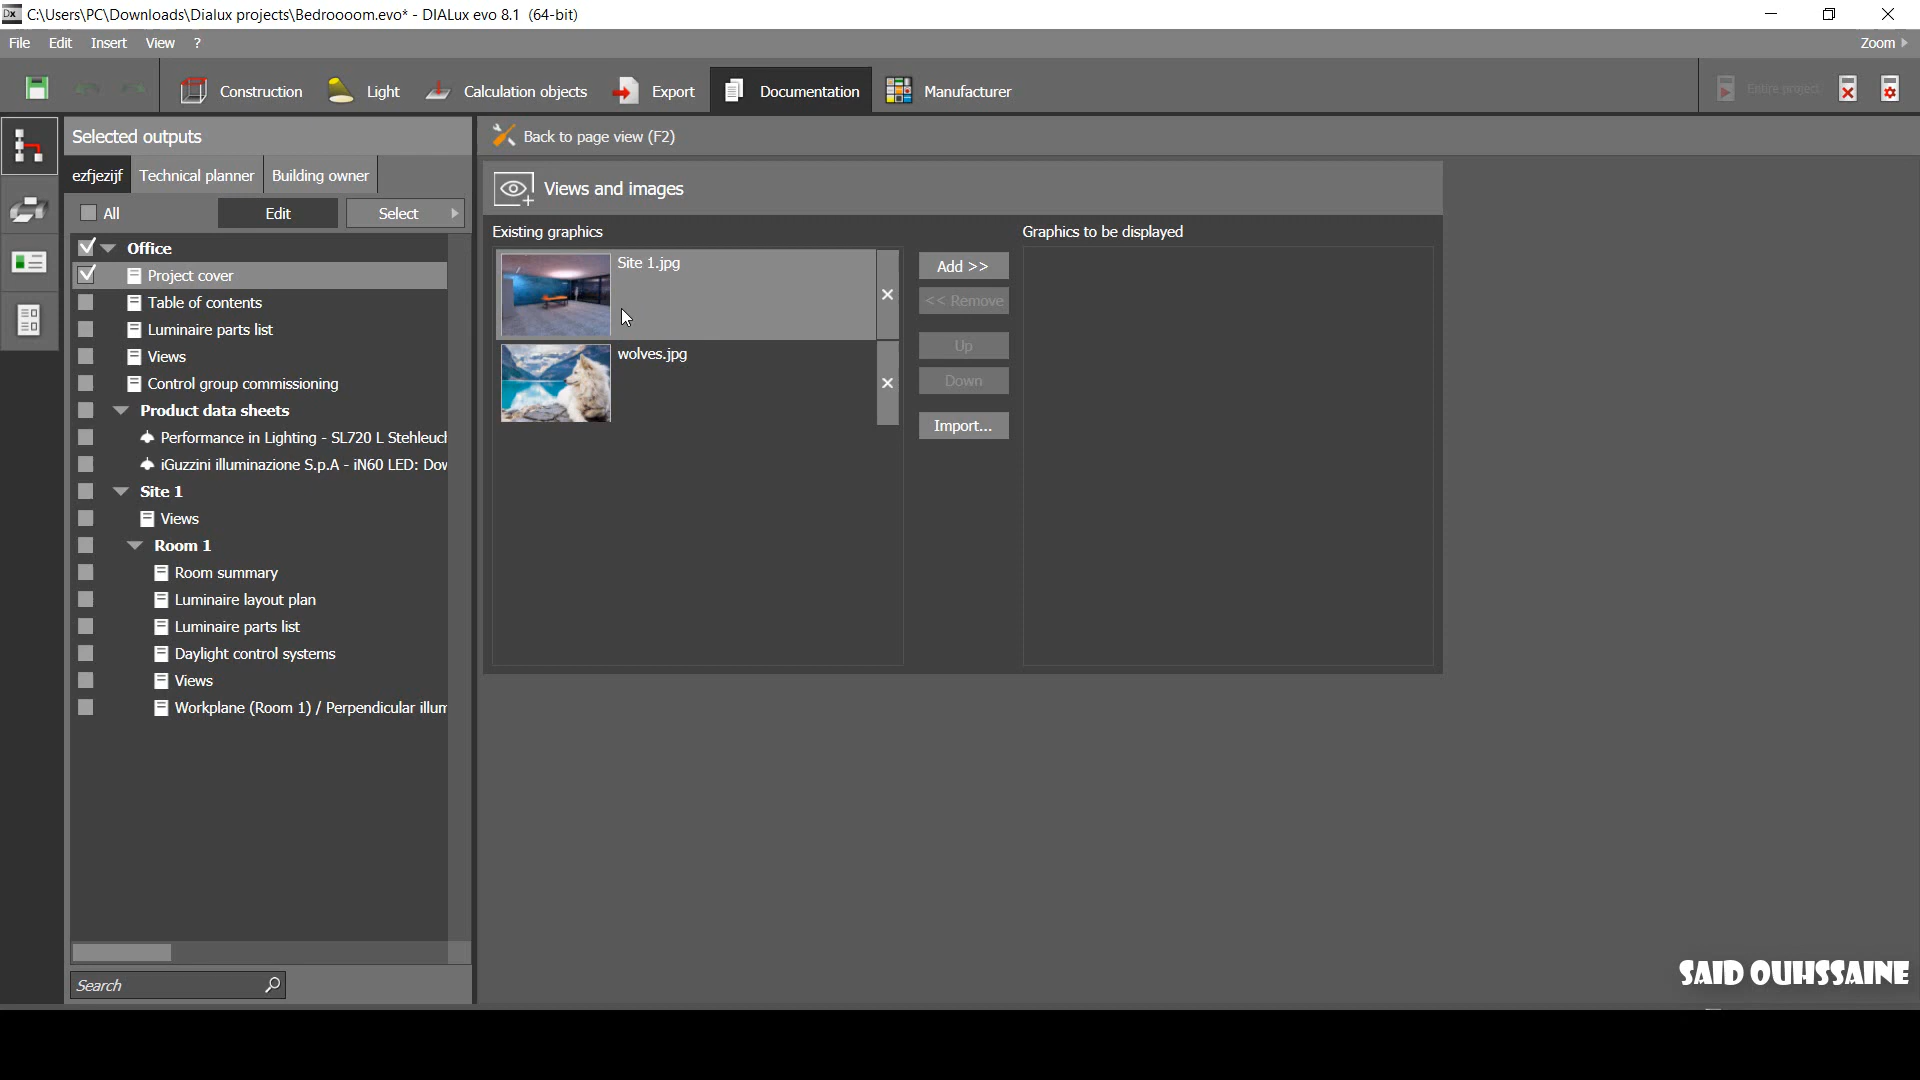 C:\Users\PC\Downloads\Dialux projects\Bedroooom.evo* - DIALux evo 8.1 (64-bit)
File Edit Insert View ? Zoom
Construction Light Calculation objects Export Documentation Manufacturer Entire project
Selected outputs
Back to page view (F2)
ezfjezijf Technical planner Building owner
Views and images
All Edit Select
Existing graphics Graphics to be displayed
Office
Project cover
Table of contents
Luminaire parts list
Views
Control group commissioning
Product data sheets
Performance in Lighting - SL720 L Stehleuch
iGuzzini illuminazione S.p.A - iN60 LED: Dov
Site 1
Views
Room 1
Room summary
Luminaire layout plan
Luminaire parts list
Daylight control systems
Views
Workplane (Room 1) / Perpendicular illum
Site 1.jpg
wolves.jpg
Add >>
<< Remove
Up
Down
Import...
Search
SAID OUHSSAINE